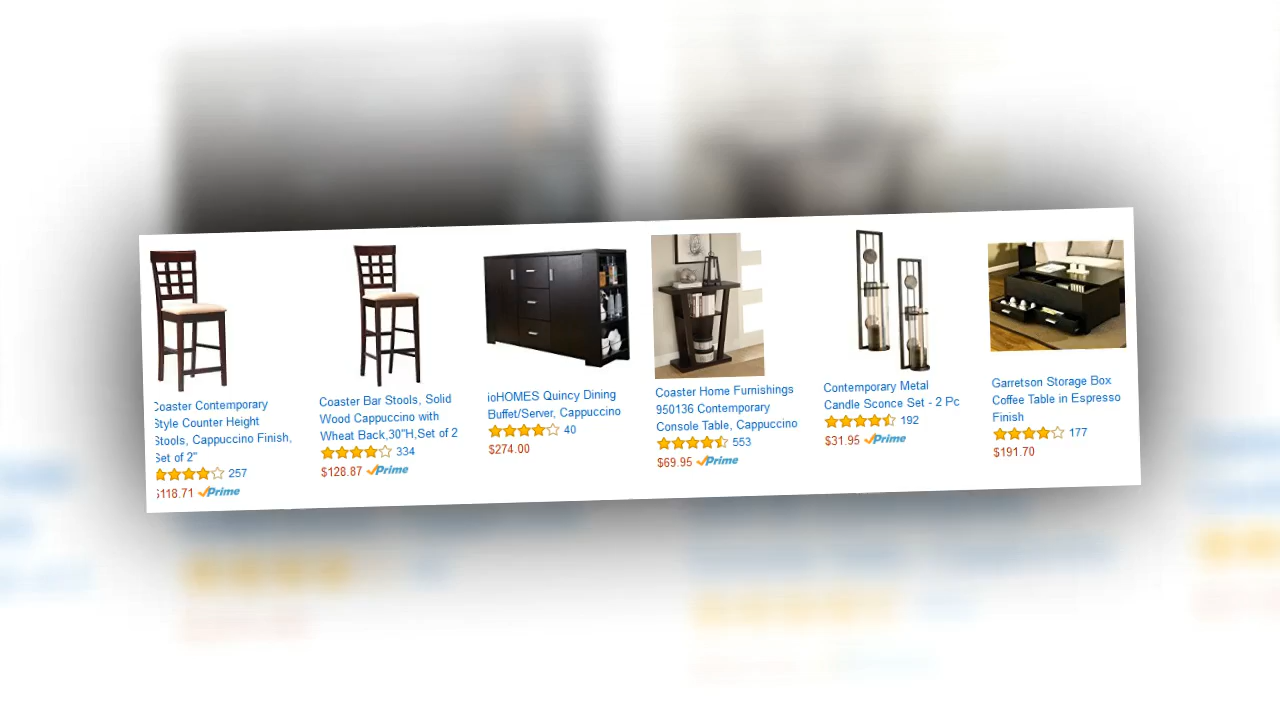 Coaster Contemporary
Style Counter Height
Stools, Cappuccino Finish,
Set of 2"
257
$118.71 Prime
Coaster Bar Stools, Solid
Wood Cappuccino with
Wheat Back,30"H,Set of 2
334
$128.87 Prime
ioHOMES Quincy Dining
Buffet/Server, Cappuccino
40
$274.00
Coaster Home Furnishings
950136 Contemporary
Console Table, Cappuccino
553
$69.95 Prime
Contemporary Metal
Candle Sconce Set - 2 Pc
192
$31.95 Prime
Garretson Storage Box
Coffee Table in Espresso
Finish
177
$191.70